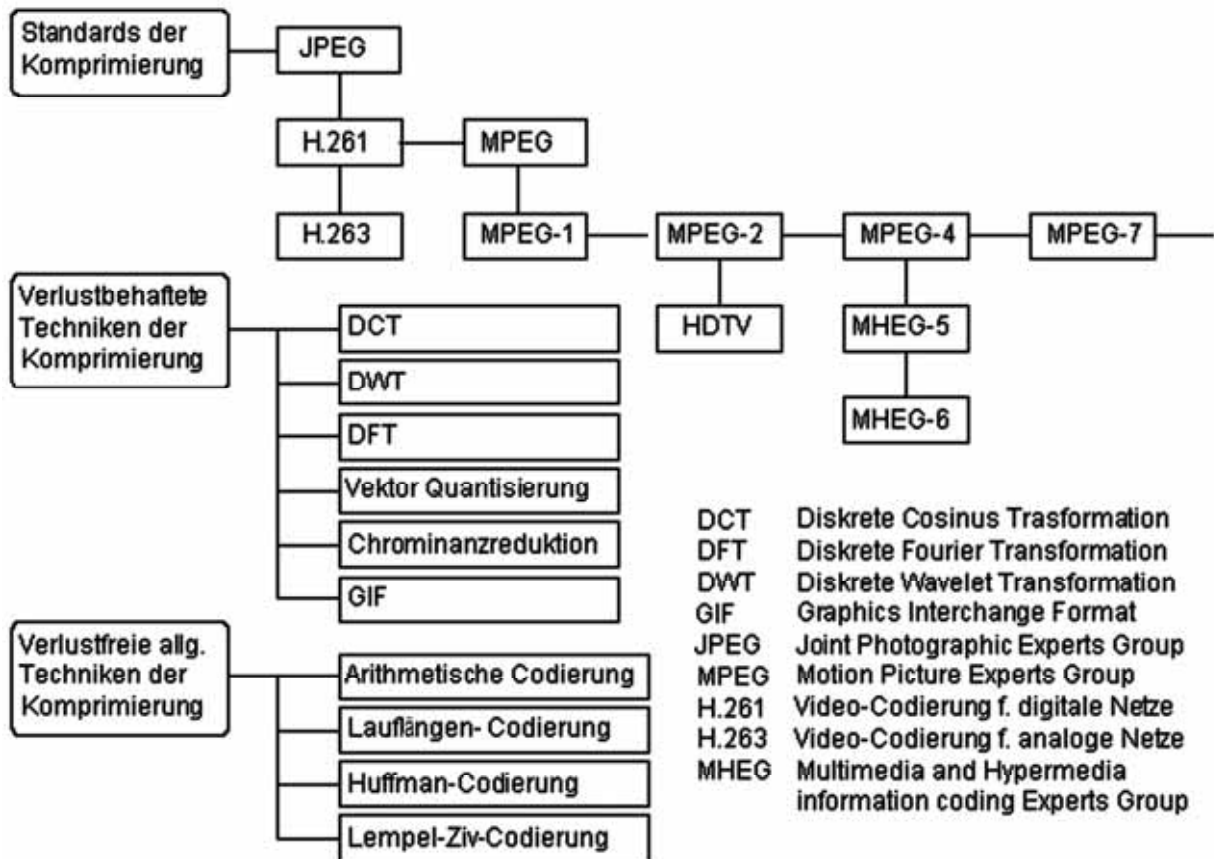 Standards der
Komprimierung
JPEG
H.261
MPEG
H.263
MPEG-1
MPEG-2
MPEG-4
MPEG-7
HDTV
MHEG-5
MHEG-6
Verlustbehaftete
Techniken der
Komprimierung
DCT
DWT
DFT
Vektor Quantisierung
Chrominanzreduktion
GIF
Verlustfreie allg.
Techniken der
Komprimierung
Arithmetische Codierung
Lauflängen- Codierung
Huffman-Codierung
Lempel-Ziv-Codierung
DCT Diskrete Cosinus Trasformation
DFT Diskrete Fourier Transformation
DWT Diskrete Wavelet Transformation
GIF Graphics Interchange Format
JPEG Joint Photographic Experts Group
MPEG Motion Picture Experts Group
H.261 Video-Codierung f. digitale Netze
H.263 Video-Codierung f. analoge Netze
MHEG Multimedia and Hypermedia
information coding Experts Group